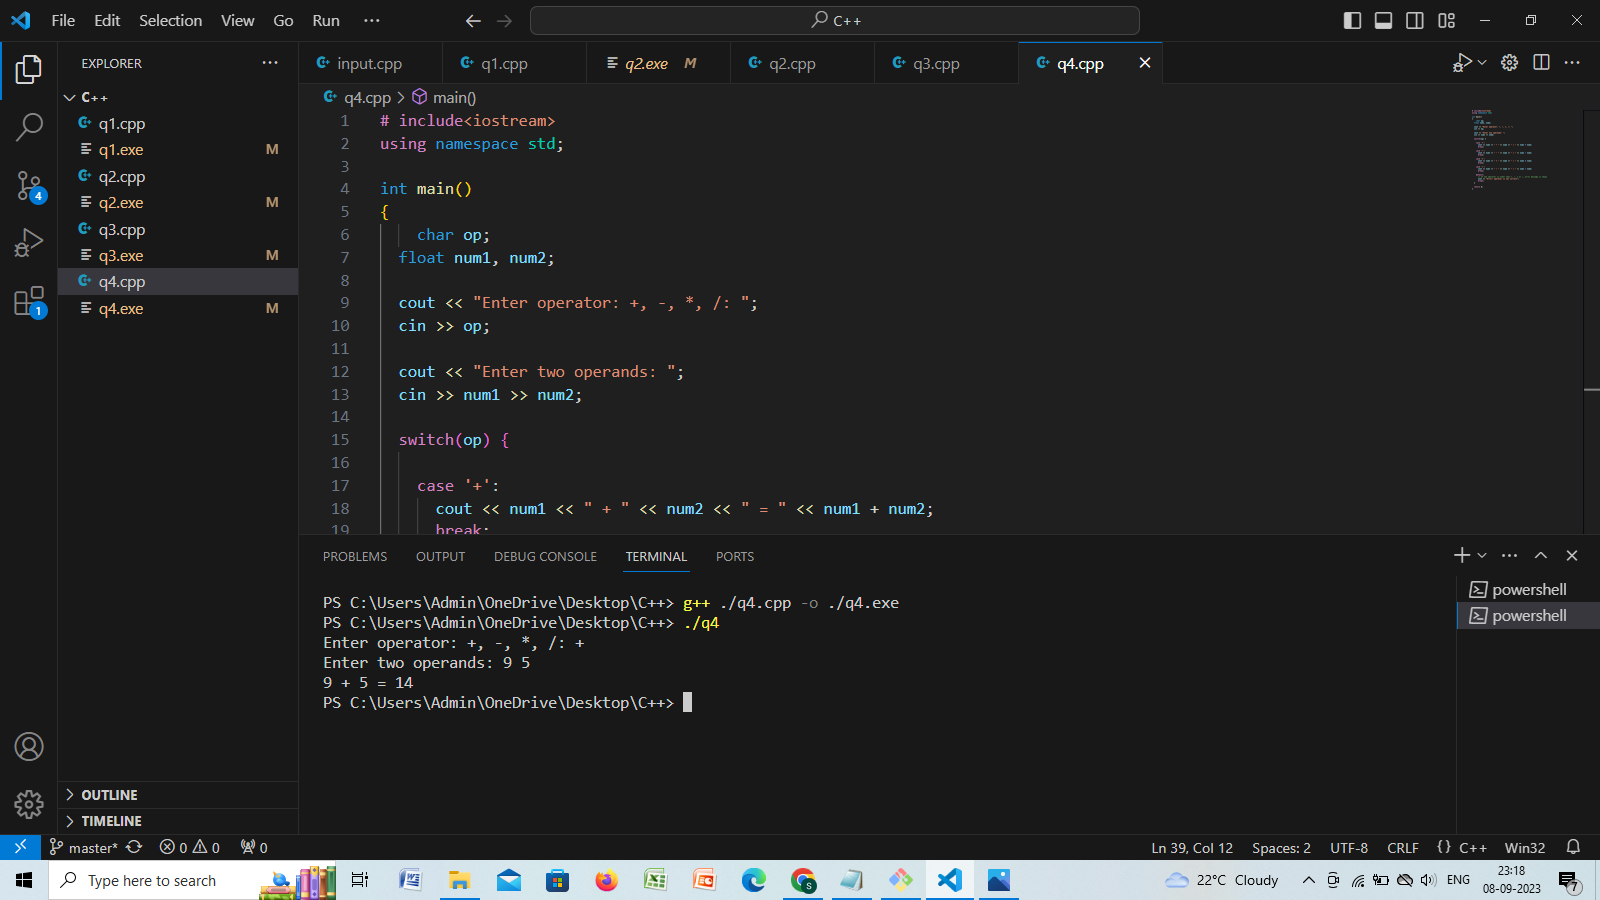 File Edit Selection View Go Run ···
C++
EXPLORER ···
C++
q1.cpp
q1.exe M
q2.cpp
q2.exe M
q3.cpp
q3.exe M
q4.cpp
q4.exe M
4
1
OUTLINE
TIMELINE
input.cpp q1.cpp q2.exe M q2.cpp q3.cpp q4.cpp
q4.cpp > main()
1 # include<iostream>
2 using namespace std;
3
4 int main()
5 {
6 char op;
7 float num1, num2;
8
9 cout << "Enter operator: +, -, *, /: ";
10 cin >> op;
11
12 cout << "Enter two operands: ";
13 cin >> num1 >> num2;
14
15 switch(op) {
16
17 case '+':
18 cout << num1 << " + " << num2 << " = " << num1 + num2;
19 break;
PROBLEMS OUTPUT DEBUG CONSOLE TERMINAL PORTS
PS C:\Users\Admin\OneDrive\Desktop\C++> g++ ./q4.cpp -o ./q4.exe
PS C:\Users\Admin\OneDrive\Desktop\C++> ./q4
Enter operator: +, -, *, /: +
Enter two operands: 9 5
9 + 5 = 14
PS C:\Users\Admin\OneDrive\Desktop\C++>
powershell
powershell
master* 0 0 0
Ln 39, Col 12 Spaces: 2 UTF-8 CRLF {} C++ Win32
Type here to search
22°C Cloudy
ENG
23:18
08-09-2023
7